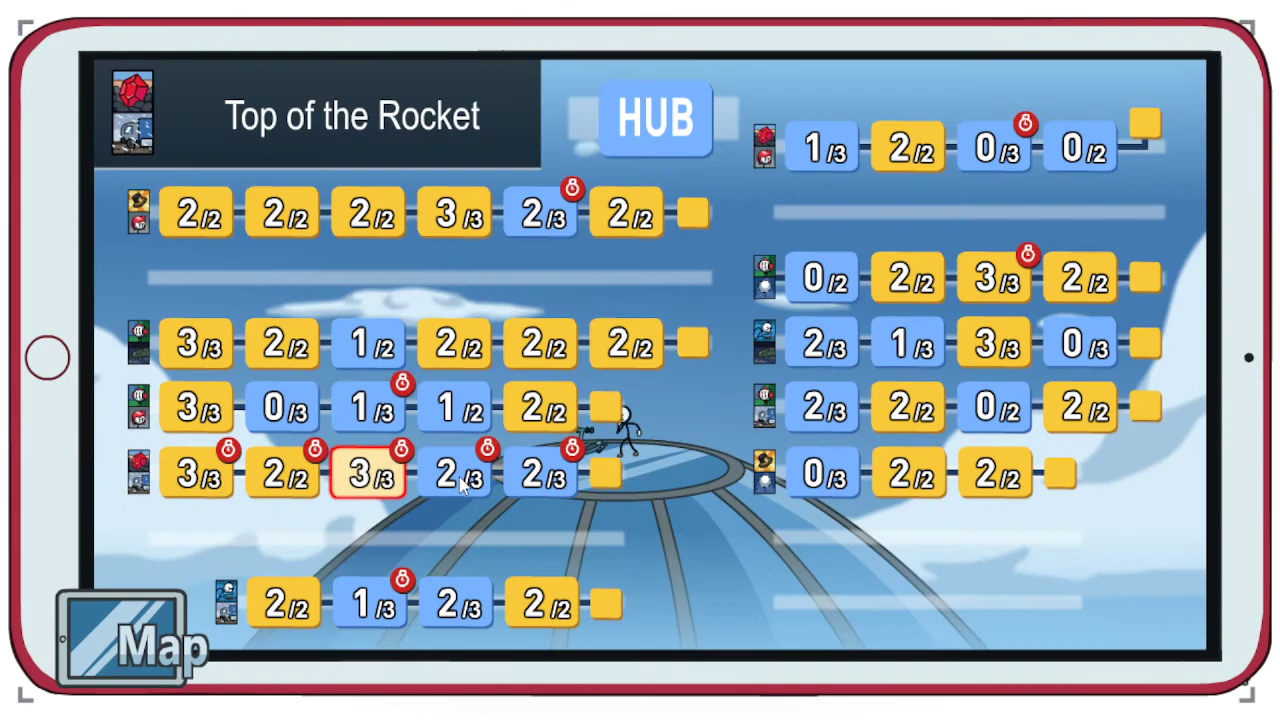 Top of the Rocket
HUB
1/3 2/2 0/3 0/2
2/2 2/2 2/2 3/3 2/3 2/2
0/2 2/2 3/3 2/2
3/3 2/2 1/2 2/2 2/2 2/2
2/3 1/3 3/3 0/3
3/3 0/3 1/3 1/2 2/2
2/3 2/2 0/2 2/2
3/3 2/2 3/3 2/3 2/3
0/3 2/2 2/2
2/2 1/3 2/3 2/2
Map